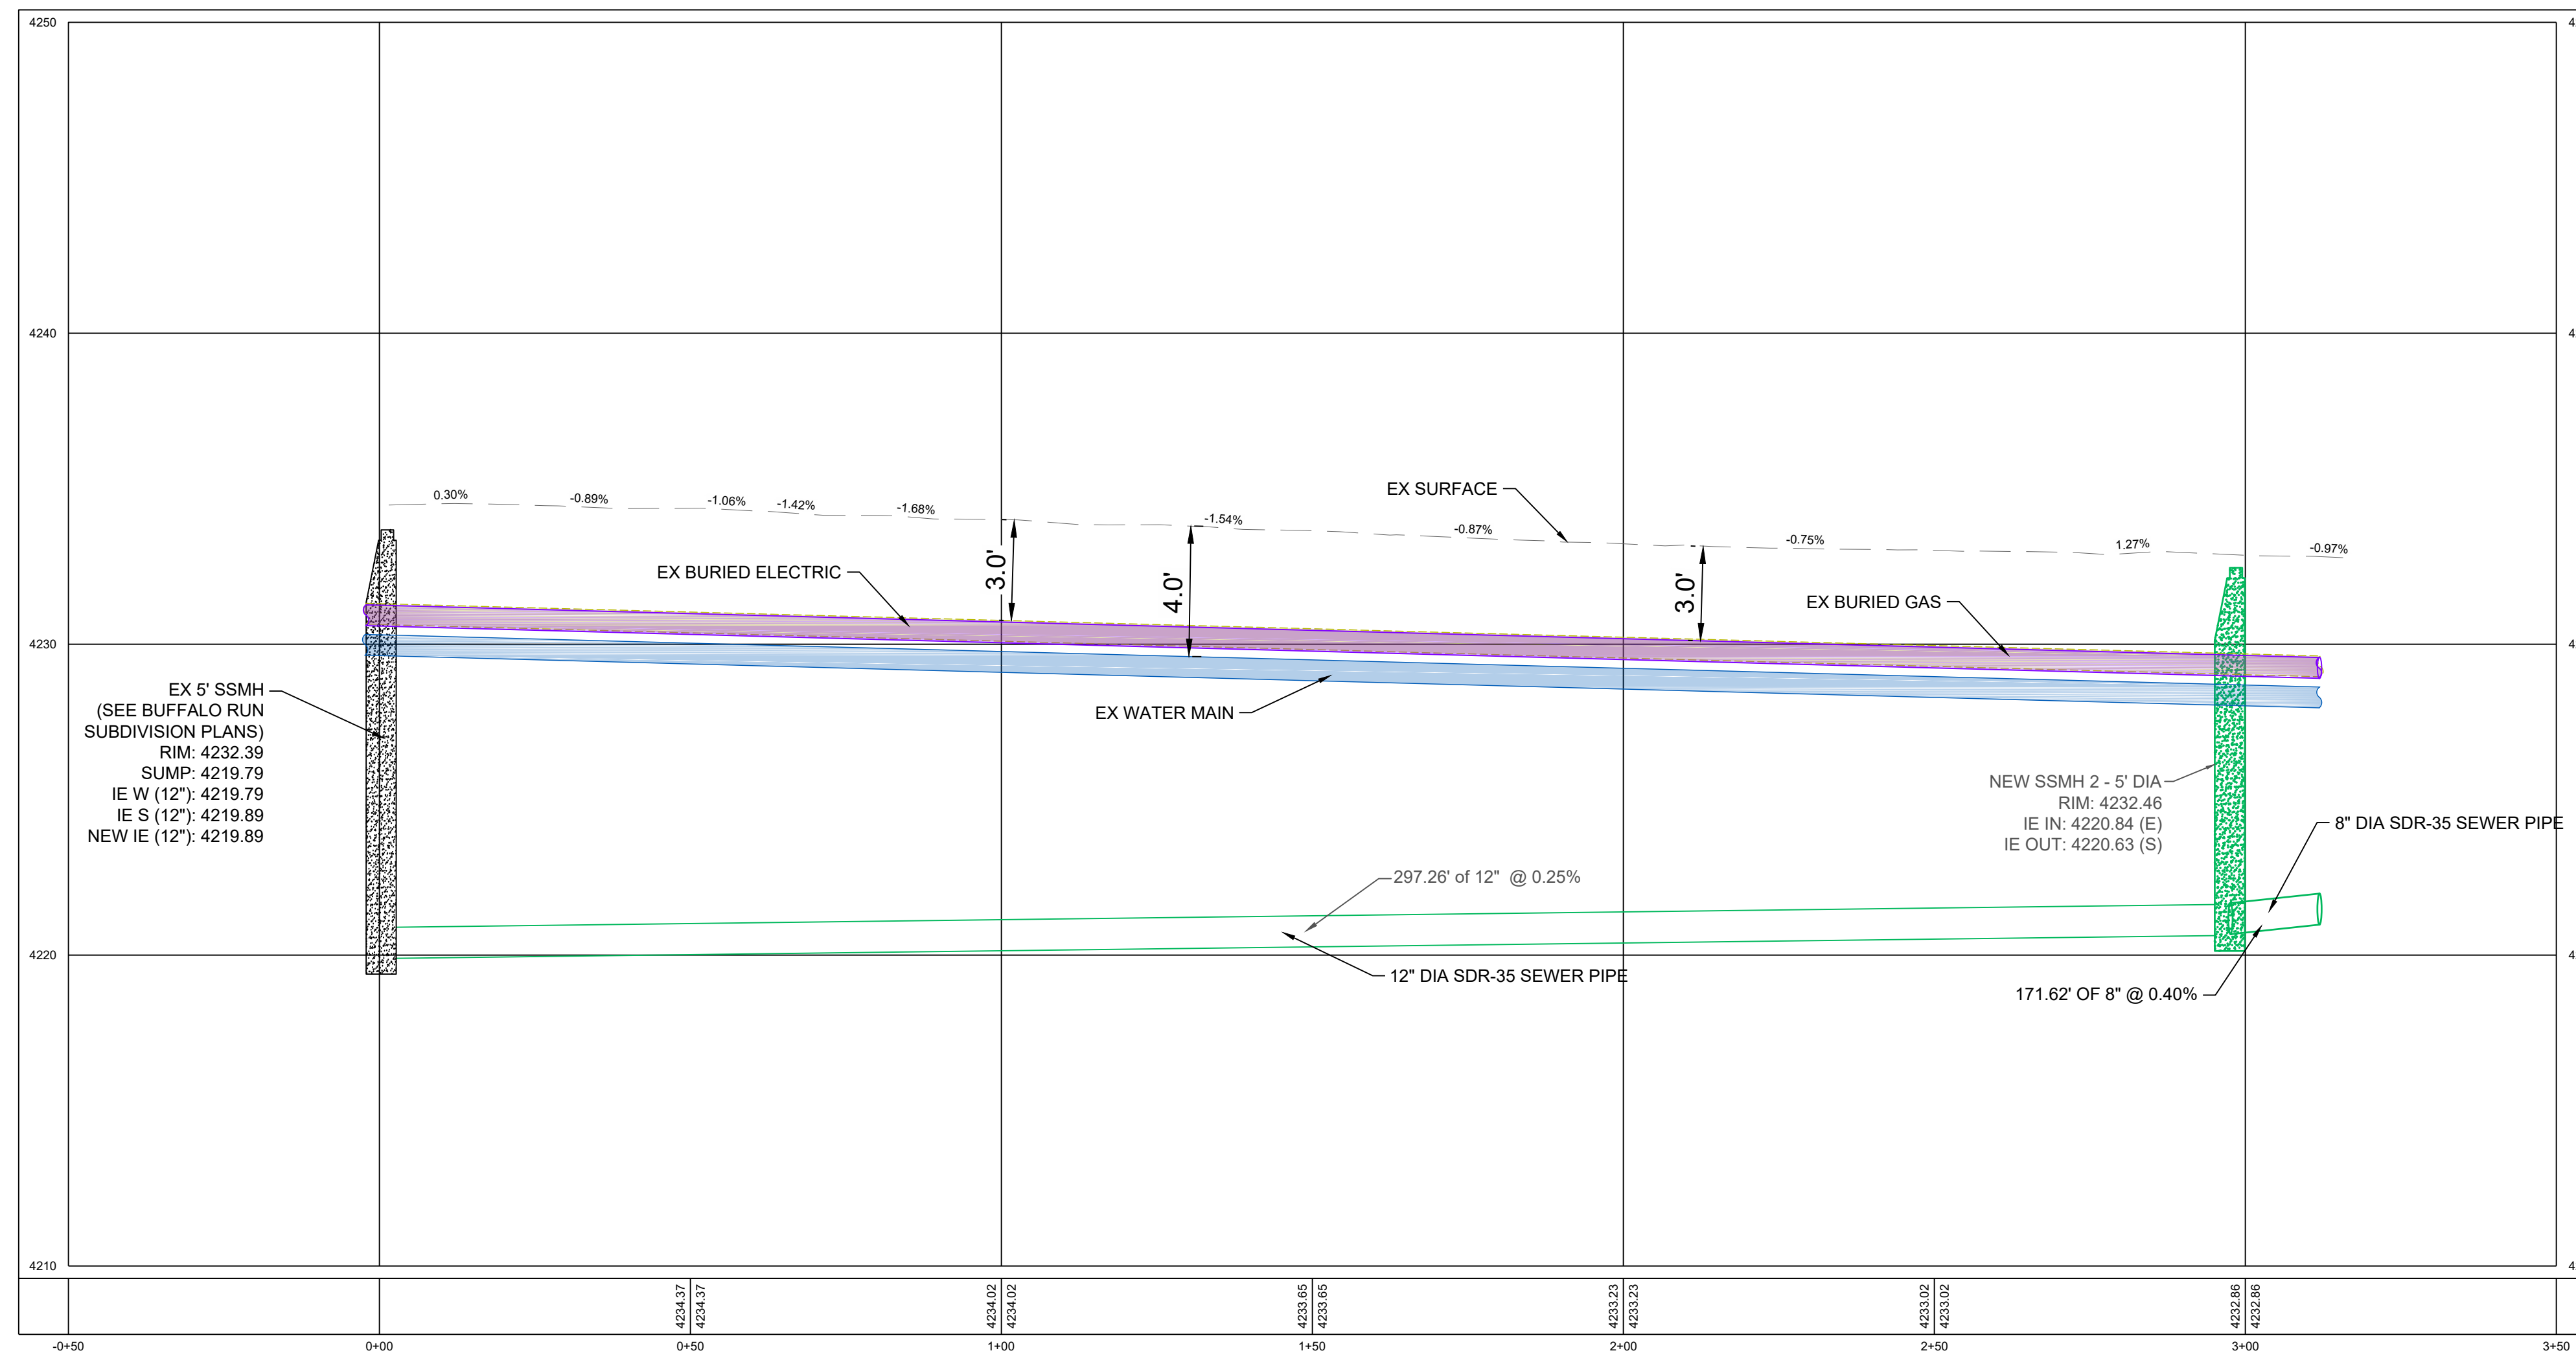 4250
4240
4230
4220
4210
4
4
4
4
4
0.30%
-0.89%
-1.06%
-1.42%
-1.68%
-1.54%
-0.87%
-0.75%
1.27%
-0.97%
EX SURFACE
3.0'
4.0'
3.0'
EX BURIED ELECTRIC
EX BURIED GAS
EX WATER MAIN
EX 5' SSMH
(SEE BUFFALO RUN
SUBDIVISION PLANS)
RIM: 4232.39
SUMP: 4219.79
IE W (12"): 4219.79
IE S (12"): 4219.89
NEW IE (12"): 4219.89
NEW SSMH 2 - 5' DIA
RIM: 4232.46
IE IN: 4220.84 (E)
IE OUT: 4220.63 (S)
8" DIA SDR-35 SEWER PIPE
297.26' of 12" @ 0.25%
12" DIA SDR-35 SEWER PIPE
171.62' OF 8" @ 0.40%
4234.37
4234.37
4234.02
4234.02
4233.65
4233.65
4233.23
4233.23
4233.02
4233.02
4232.86
4232.86
-0+50
0+00
0+50
1+00
1+50
2+00
2+50
3+00
3+50